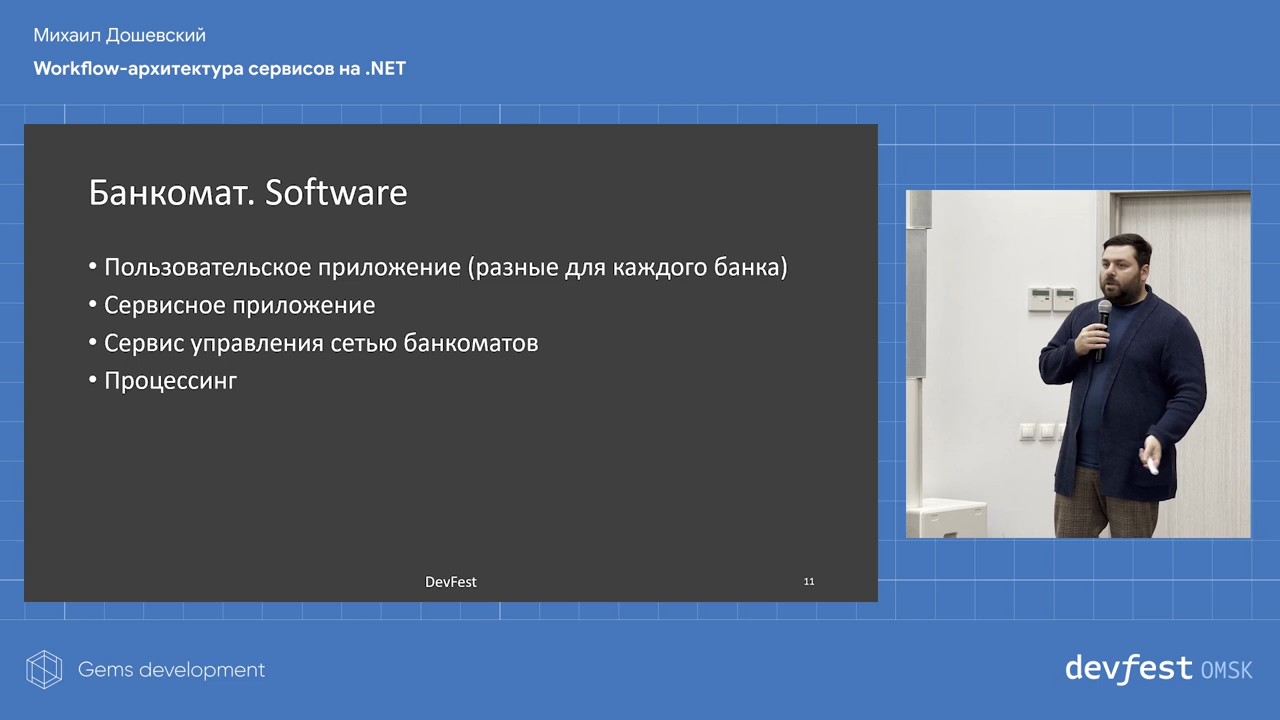 Михаил Дошевский
Workflow-архитектура сервисов на .NET
Банкомат. Software
• Пользовательское приложение (разные для каждого банка)
• Сервисное приложение
• Сервис управления сетью банкоматов
• Процессинг
DevFest
11
Gems development
devfest OMSK